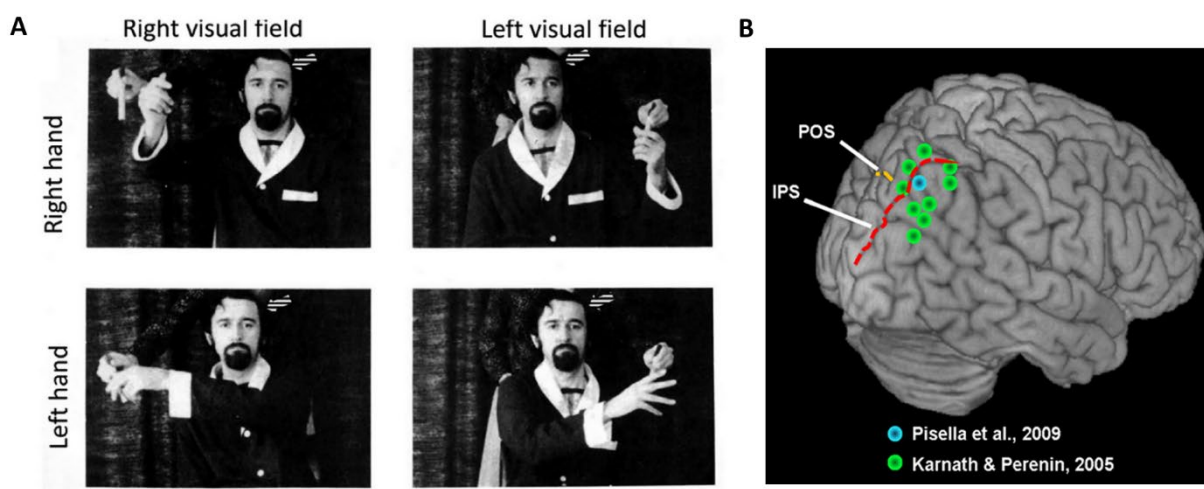 A
Right visual field
Left visual field
B
Right hand
Left hand
POS
IPS
Pisella et al., 2009
Karnath & Perenin, 2005